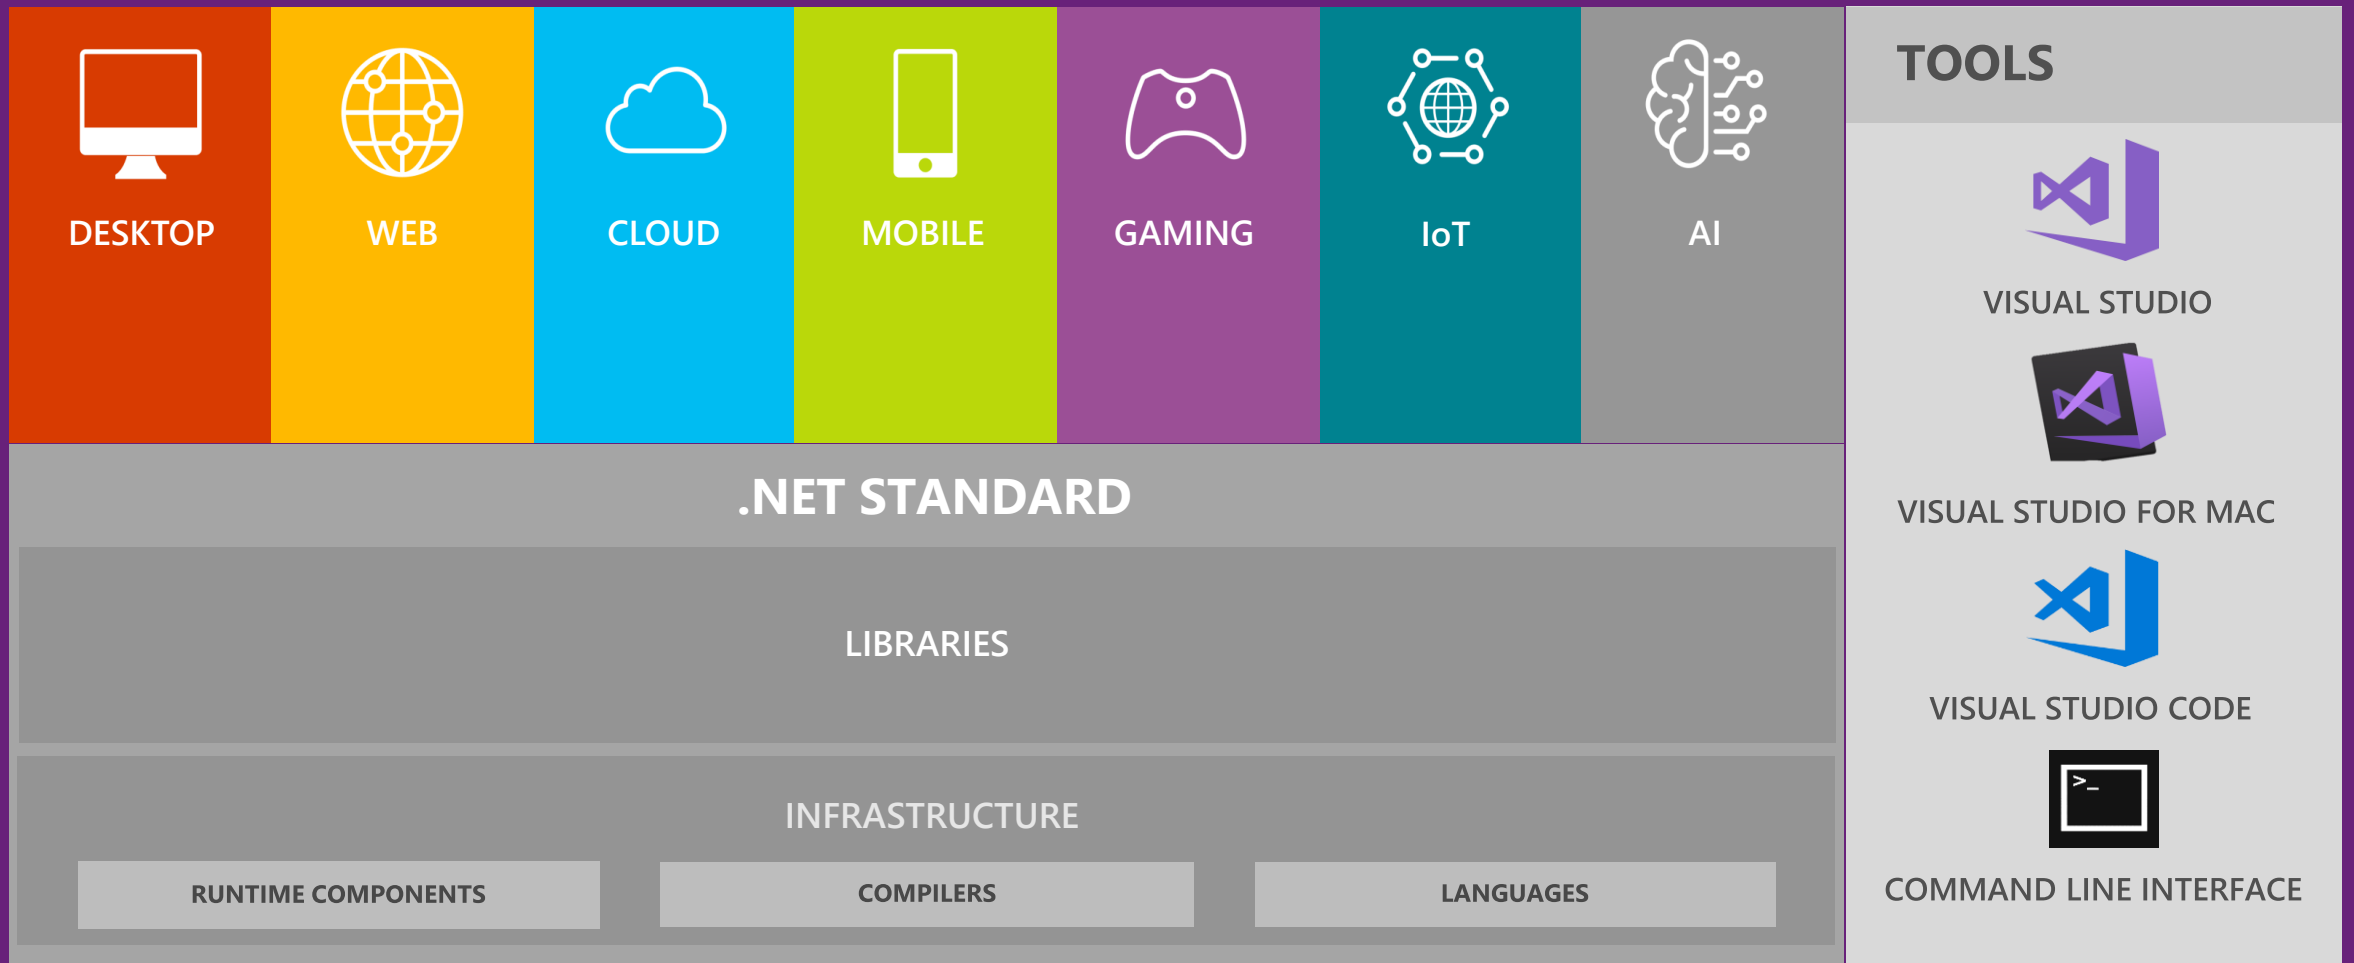 DESKTOP
WEB
CLOUD
MOBILE
GAMING
IoT
AI
.NET STANDARD
LIBRARIES
INFRASTRUCTURE
RUNTIME COMPONENTS
COMPILERS
LANGUAGES
TOOLS
VISUAL STUDIO
VISUAL STUDIO FOR MAC
VISUAL STUDIO CODE
>_
COMMAND LINE INTERFACE